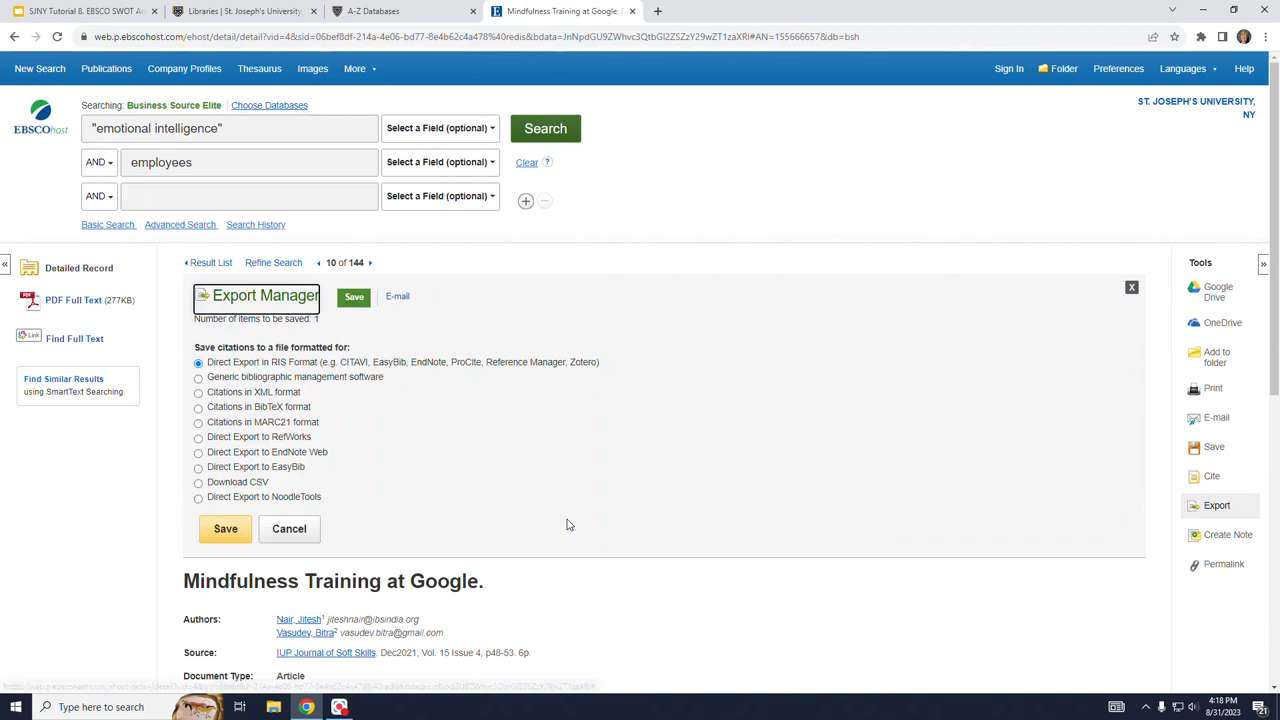 SJNY Tutorial 8. EBSCO SWOT A
Libraries | St. Joseph's University,
A-Z Databases
Mindfulness Training at Google.
web.p.ebscohost.com/ehost/detail/detail?vid=4&sid=06bef8df-214a-4e06-bd77-8e4b62c4a478%40redis&bdata=JnNpdGU9ZWhvc3QtbGl2ZSZzY29wZT1zaXRl#AN=155666657&db=bsh
New Search
Publications
Company Profiles
Thesaurus
Images
More
Sign In
Folder
Preferences
Languages
Help
Searching: Business Source Elite
Choose Databases
ST. JOSEPH'S UNIVERSITY,
NY
EBSCOhost
"emotional intelligence"
Select a Field (optional)
Search
AND
employees
Select a Field (optional)
Clear
?
AND
Select a Field (optional)
Basic Search
Advanced Search
Search History
«
Detailed Record
PDF Full Text (277KB)
Link
Find Full Text
Find Similar Results
using SmartText Searching.
Result List
Refine Search
10 of 144
Export Manager
Save
E-mail
X
Number of items to be saved: 1
Save citations to a file formatted for:
Direct Export in RIS Format (e.g. CITAVI, EasyBib, EndNote, ProCite, Reference Manager, Zotero)
Generic bibliographic management software
Citations in XML format
Citations in BibTeX format
Citations in MARC21 format
Direct Export to RefWorks
Direct Export to EndNote Web
Direct Export to EasyBib
Download CSV
Direct Export to NoodleTools
Save
Cancel
Mindfulness Training at Google.
Authors:
Nair, Jitesh1 jiteshnair@ibsindia.org
Vasudev, Bitra2 vasudev.bitra@gmail.com
Source:
IUP Journal of Soft Skills. Dec2021, Vol. 15 Issue 4, p48-53. 6p.
Document Type:
Article
Tools
»
Google
Drive
OneDrive
Add to
folder
Print
E-mail
Save
Cite
Export
Create Note
Permalink
Type here to search
4:18 PM
8/31/2023
21